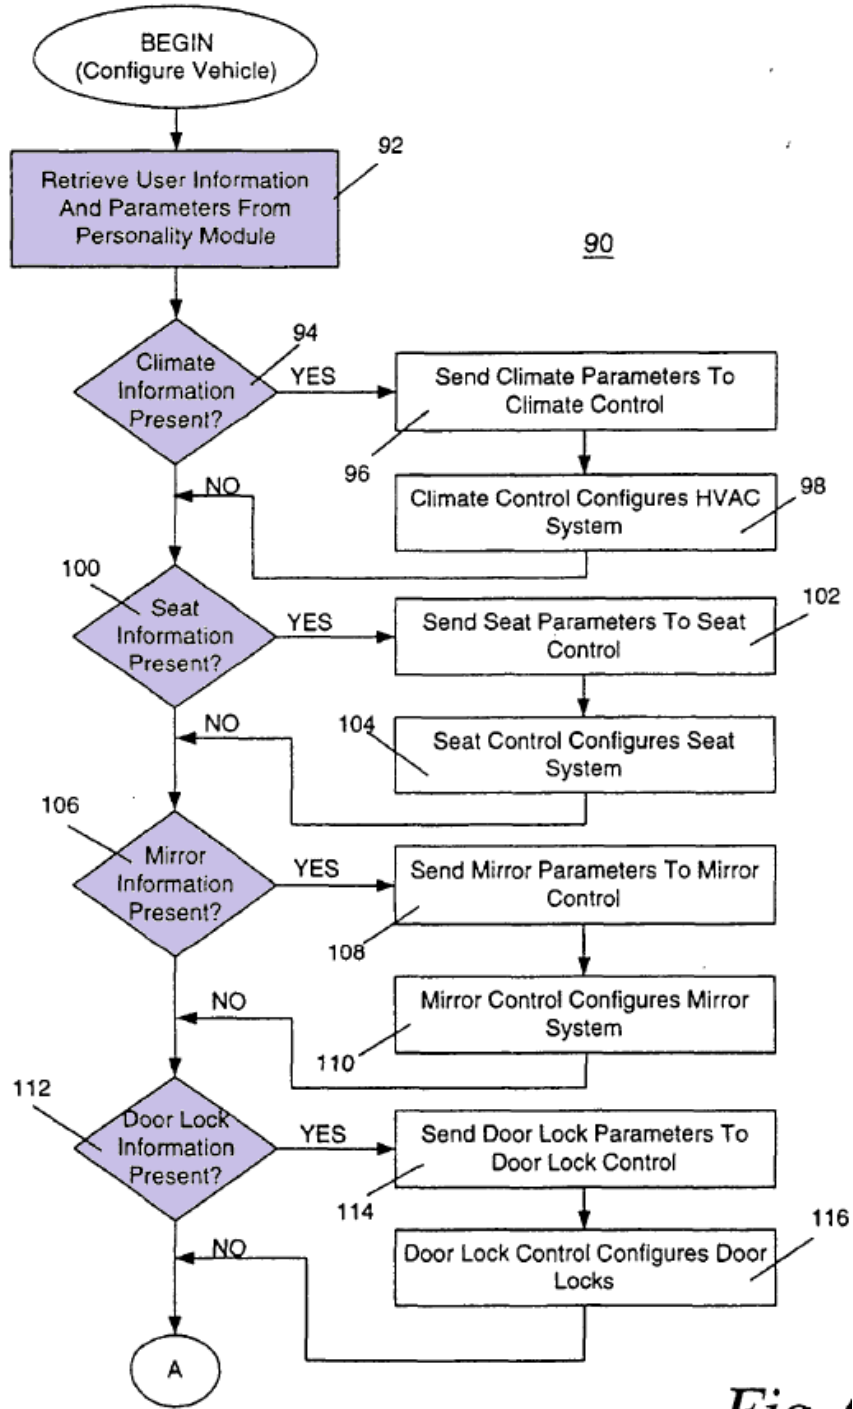 BEGIN
(Configure Vehicle)
92
Retrieve User Information
And Parameters From
Personality Module
90
94
Climate
Information
Present?
YES
Send Climate Parameters To
Climate Control
96
NO
Climate Control Configures HVAC
System
98
100
Seat
Information
Present?
YES
Send Seat Parameters To Seat
Control
102
NO
104
Seat Control Configures Seat
System
106
Mirror
Information
Present?
YES
Send Mirror Parameters To Mirror
Control
108
NO
Mirror Control Configures Mirror
System
110
112
Door Lock
Information
Present?
YES
Send Door Lock Parameters To
Door Lock Control
114
116
NO
Door Lock Control Configures Door
Locks
A